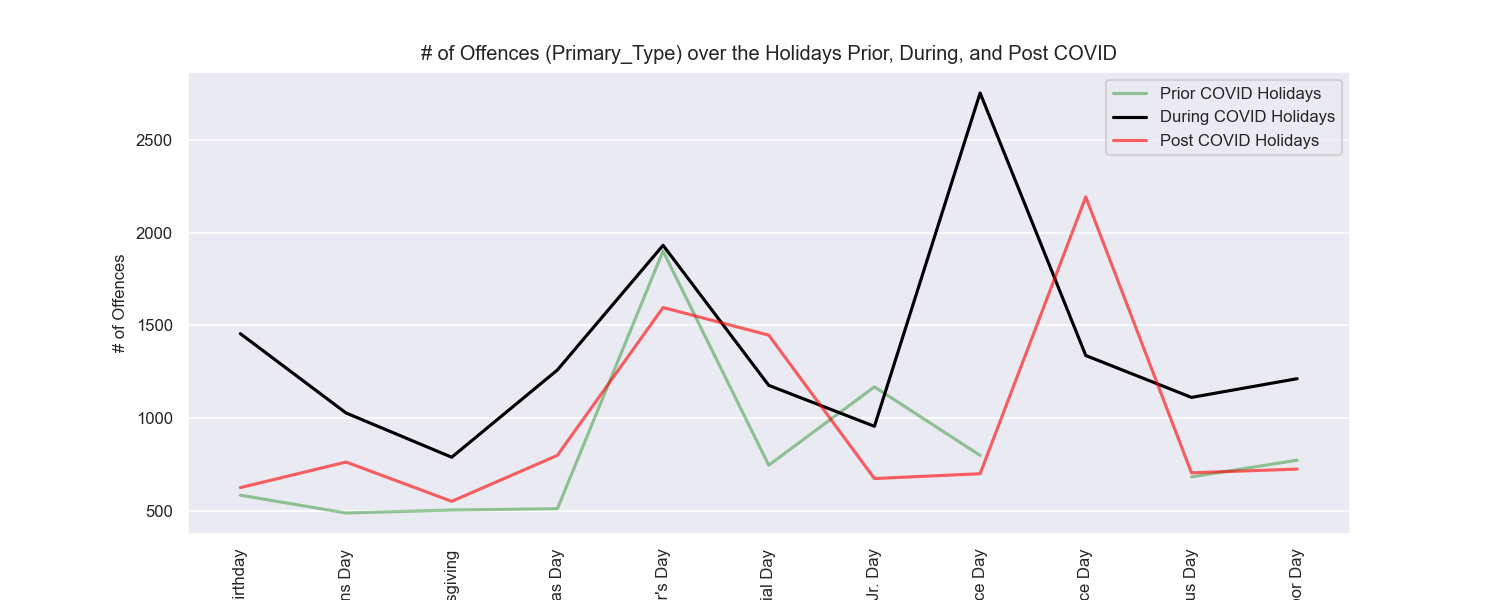 # of Offences (Primary_Type) over the Holidays Prior, During, and Post COVID
Prior COVID Holidays
During COVID Holidays
Post COVID Holidays
# of Offences
2500
2000
1500
1000
500
irthday
ns Day
sgiving
as Day
r's Day
ial Day
Jr. Day
ce Day
ce Day
us Day
or Day